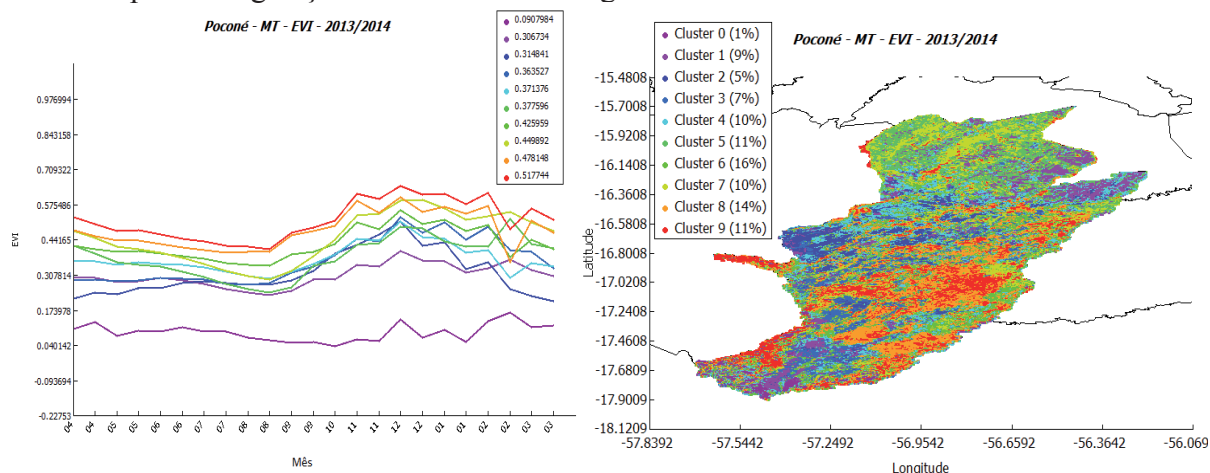 Poconé - MT - EVI - 2013/2014
0.0907984
0.306734
0.314841
0.363527
0.371376
0.377596
0.425959
0.449892
0.478148
0.517744
EVI
0.976994
0.843158
0.709322
0.575486
0.44165
0.307814
0.173978
0.040142
-0.093694
-0.22753
04 04 05 05 06 06 07 07 08 08 09 09 10 10 11 11 12 12 01 01 02 02 03 03
Mês
Poconé - MT - EVI - 2013/2014
Cluster 0 (1%)
Cluster 1 (9%)
Cluster 2 (5%)
Cluster 3 (7%)
Cluster 4 (10%)
Cluster 5 (11%)
Cluster 6 (16%)
Cluster 7 (10%)
Cluster 8 (14%)
Cluster 9 (11%)
Latitude
-15.4808
-15.7008
-15.9208
-16.1408
-16.3608
-16.5808
-16.8008
-17.0208
-17.2408
-17.4608
-17.6809
-17.9009
-18.1209
-57.8392 -57.5442 -57.2492 -56.9542 -56.6592 -56.3642 -56.069
Longitude